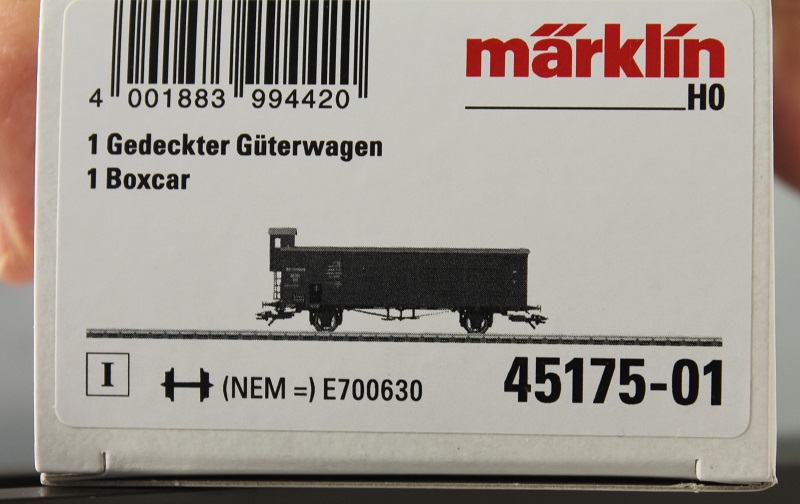 märklin
H0
4 001883 994420
1 Gedeckter Güterwagen
1 Boxcar
I
(NEM =) E700630
45175-01